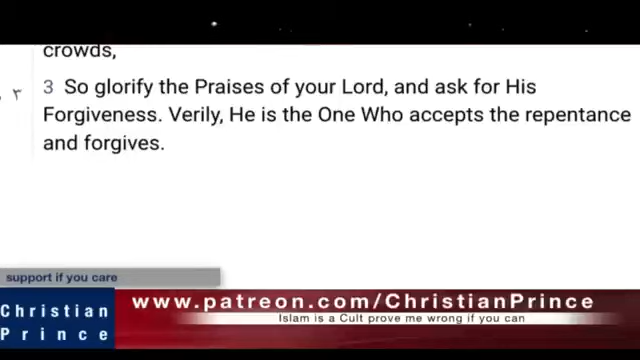 crowds,
3 So glorify the Praises of your Lord, and ask for His
٣ Forgiveness. Verily, He is the One Who accepts the repentance
and forgives.
support if you care
www.patreon.com/ChristianPrince
Islam is a Cult prove me wrong if you can
Christian
Prince